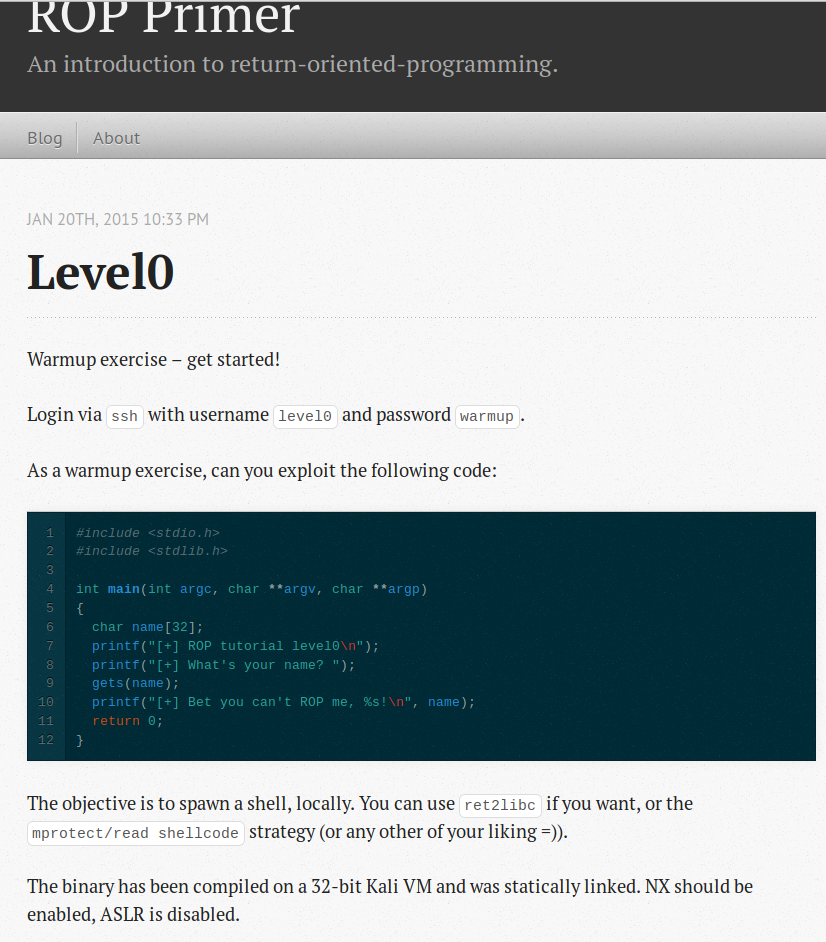 ROP Primer
An introduction to return-oriented-programming.
Blog
About
JAN 20TH, 2015 10:33 PM
Level0
Warmup exercise – get started!
Login via ssh with username level0 and password warmup.
As a warmup exercise, can you exploit the following code:
1 #include <stdio.h>
2 #include <stdlib.h>
3
4 int main(int argc, char **argv, char **argp)
5 {
6   char name[32];
7   printf("[+] ROP tutorial level0\n");
8   printf("[+] What's your name? ");
9   gets(name);
10   printf("[+] Bet you can't ROP me, %s!\n", name);
11   return 0;
12 }
The objective is to spawn a shell, locally. You can use ret2libc if you want, or the
mprotect/read shellcode strategy (or any other of your liking =)).
The binary has been compiled on a 32-bit Kali VM and was statically linked. NX should be
enabled, ASLR is disabled.